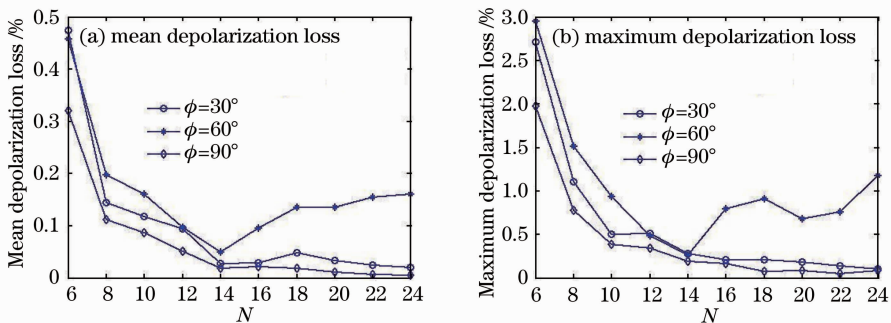 (a) mean depolarization loss
Mean depolarization loss /%
0.5
0.4
0.3
0.2
0.1
0
ϕ=30°
ϕ=60°
ϕ=90°
6 8 10 12 14 16 18 20 22 24
N
(b) maximum depolarization loss
Maximum depolarization loss /%
3.0
2.5
2.0
1.5
1.0
0.5
0
ϕ=30°
ϕ=60°
ϕ=90°
6 8 10 12 14 16 18 20 22 24
N